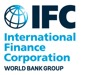 IFC
International
Finance
Corporation
WORLD BANK GROUP